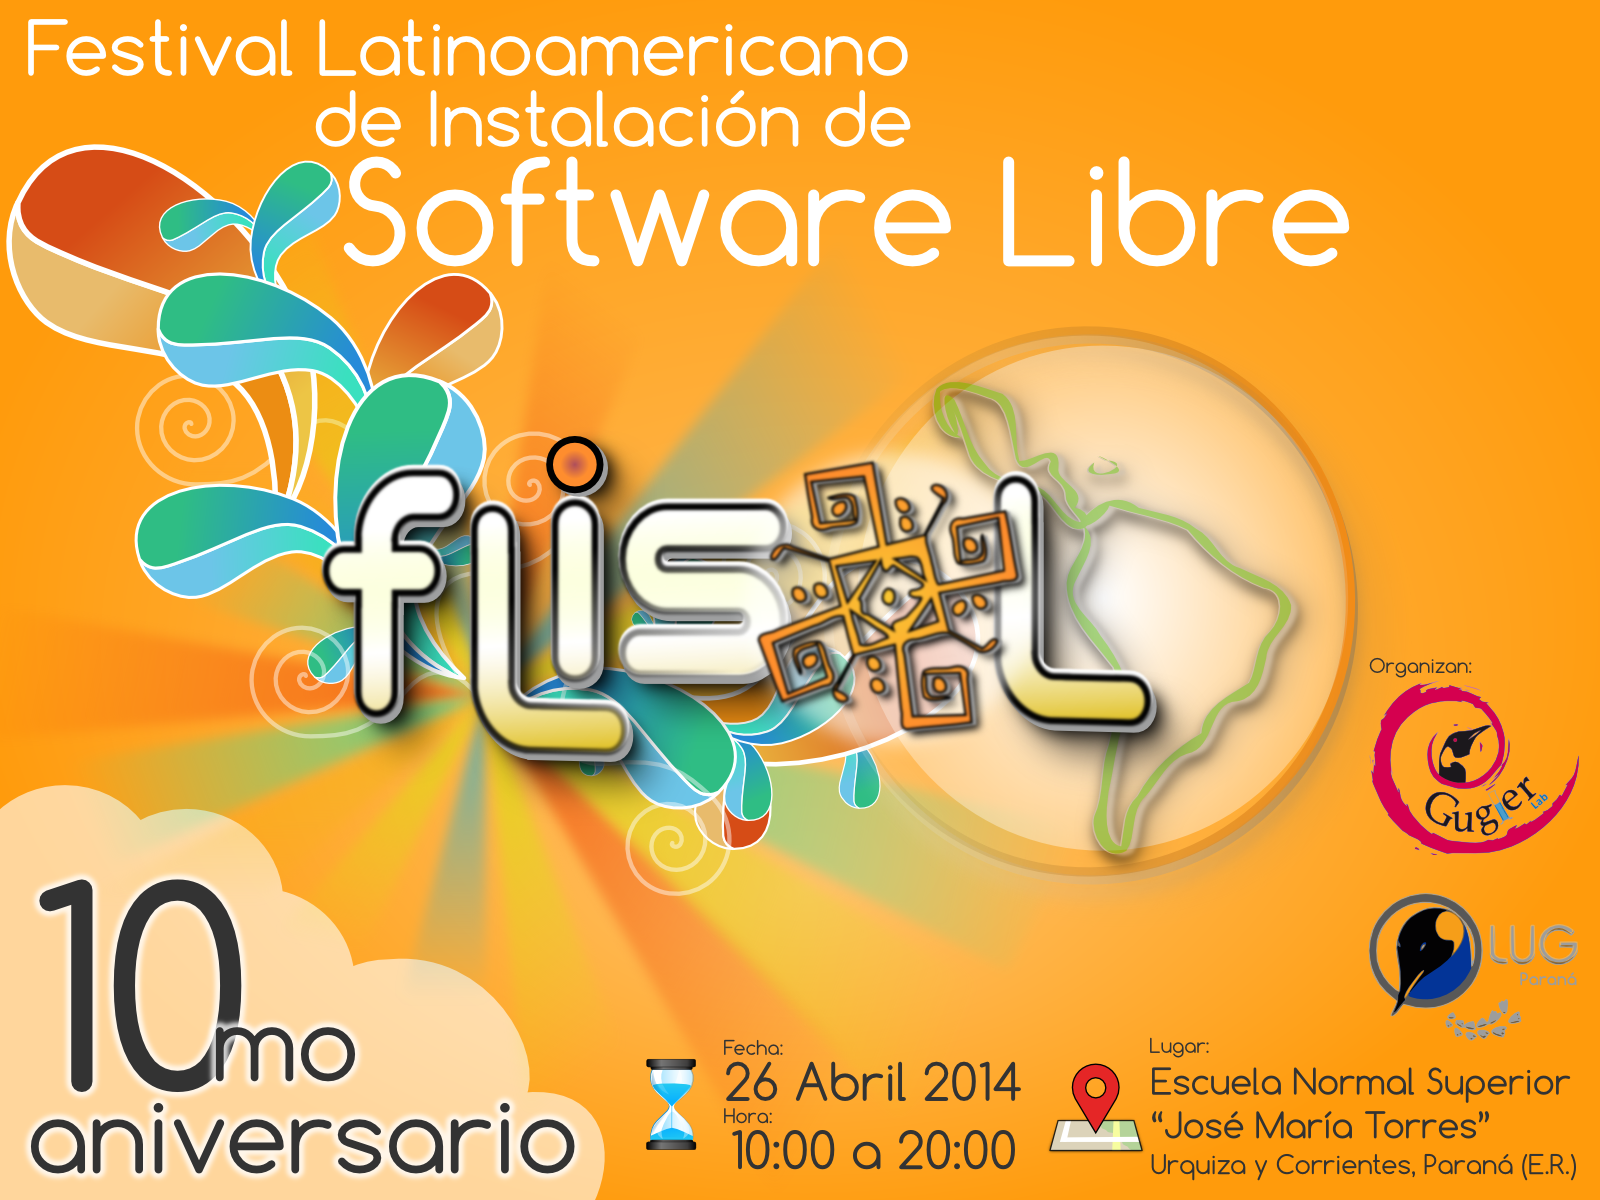 Festival Latinoamericano
de Instalación de
Software Libre
fLiSOL
Organizan:
Gugler
Lab
LUG
Paraná
10mo
aniversario
Fecha:
26 Abril 2014
Hora:
10:00 a 20:00
Lugar:
Escuela Normal Superior
“José María Torres”
Urquiza y Corrientes, Paraná (E.R.)